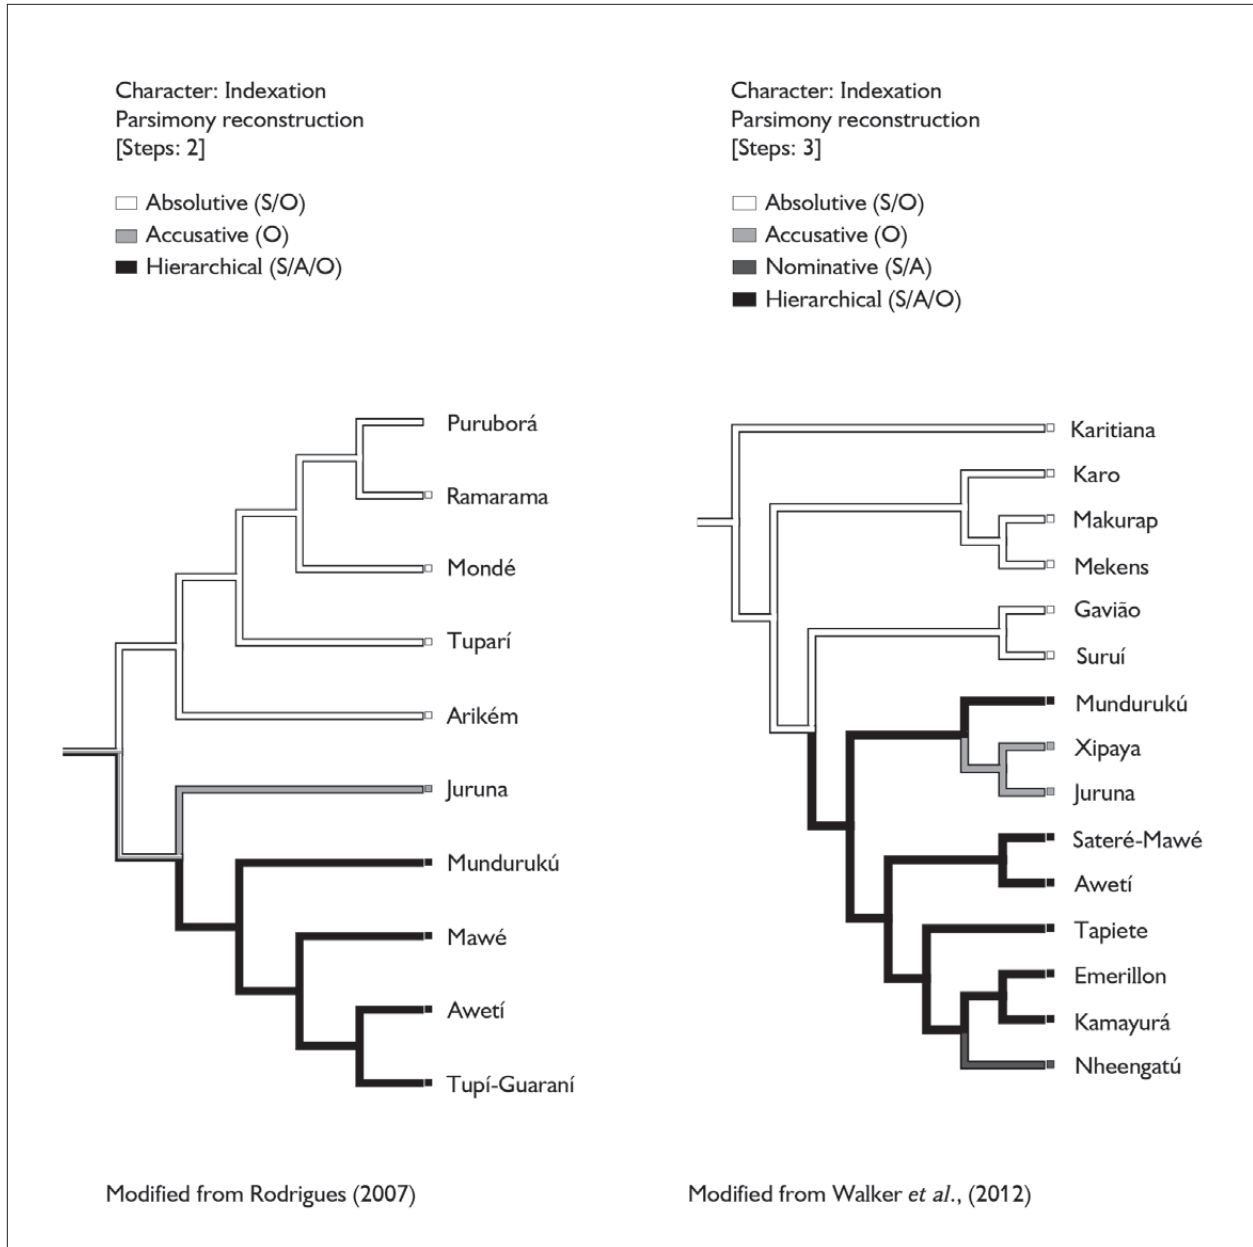 Character: Indexation
Parsimony reconstruction
[Steps: 2]
Absolutive (S/O)
Accusative (O)
Hierarchical (S/A/O)
Puruborá
Ramarama
Mondé
Tuparí
Arikém
Juruna
Mundurukú
Mawé
Awetí
Tupí-Guaraní
Modified from Rodrigues (2007)
Character: Indexation
Parsimony reconstruction
[Steps: 3]
Absolutive (S/O)
Accusative (O)
Nominative (S/A)
Hierarchical (S/A/O)
Karitiana
Karo
Makurap
Mekens
Gavião
Suruí
Mundurukú
Xipaya
Juruna
Sateré-Mawé
Awetí
Tapiete
Emerillon
Kamayurá
Nheengatú
Modified from Walker et al., (2012)